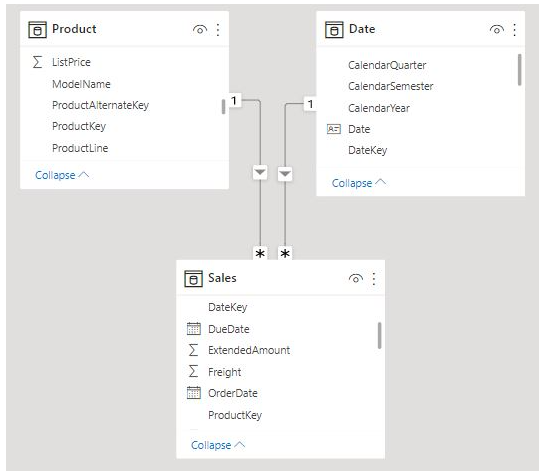 Product
ListPrice
ModelName
ProductAlternateKey
ProductKey
ProductLine
Collapse
1
Date
CalendarQuarter
CalendarSemester
CalendarYear
Date
DateKey
Collapse
1
*
*
Sales
DateKey
DueDate
ExtendedAmount
Freight
OrderDate
ProductKey
Collapse